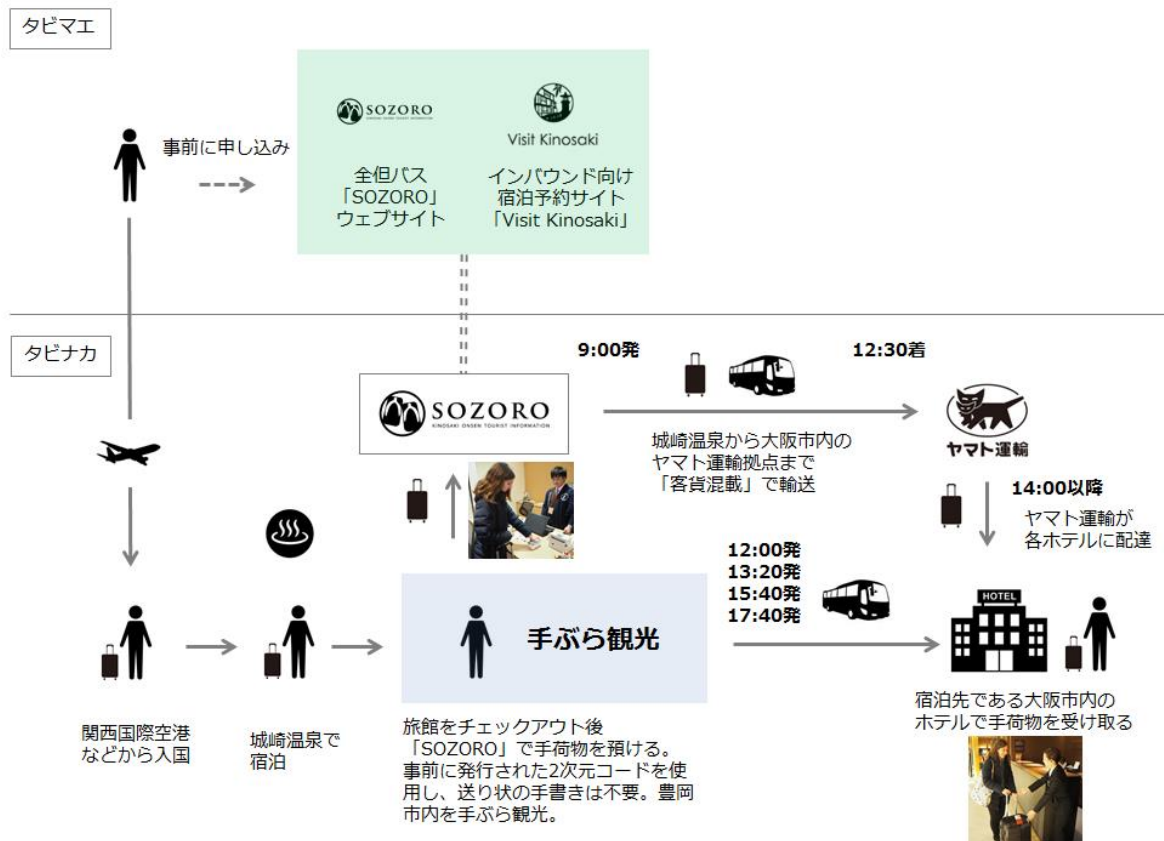 タビマエ
事前に申し込み
SOZORO
KINOSAKI ONSEN TOURIST INFORMATION
全但バス
「SOZORO」
ウェブサイト
Visit Kinosaki
インバウンド向け
宿泊予約サイト
「Visit Kinosaki」
タビナカ
9:00発
12:30着
SOZORO
KINOSAKI ONSEN TOURIST INFORMATION
城崎温泉から大阪市内の
ヤマト運輸拠点まで
「客貨混載」で輸送
ヤマト運輸
14:00以降
ヤマト運輸が
各ホテルに配達
12:00発
13:20発
15:40発
17:40発
手ぶら観光
HOTEL
関西国際空港
などから入国
城崎温泉で
宿泊
旅館をチェックアウト後
「SOZORO」で手荷物を預ける。
事前に発行された2次元コードを使
用し、送り状の手書きは不要。豊岡
市内を手ぶら観光。
宿泊先である大阪市内の
ホテルで手荷物を受け取る